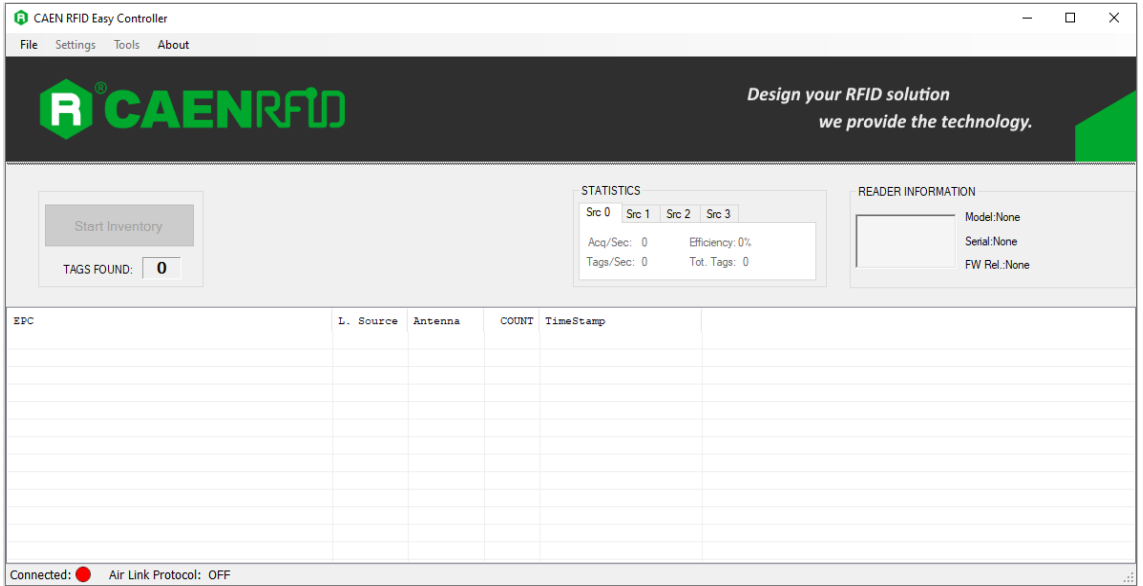 CAEN RFID Easy Controller
File Settings Tools About
R ® CAENRFID
Design your RFID solution
we provide the technology.
Start Inventory
TAGS FOUND: 0
STATISTICS
Src 0 Src 1 Src 2 Src 3
Acq/Sec: 0 Efficiency: 0%
Tags/Sec: 0 Tot. Tags: 0
READER INFORMATION
Model:None
Serial:None
FW Rel.:None
EPC L. Source Antenna COUNT TimeStamp
Connected: Air Link Protocol: OFF